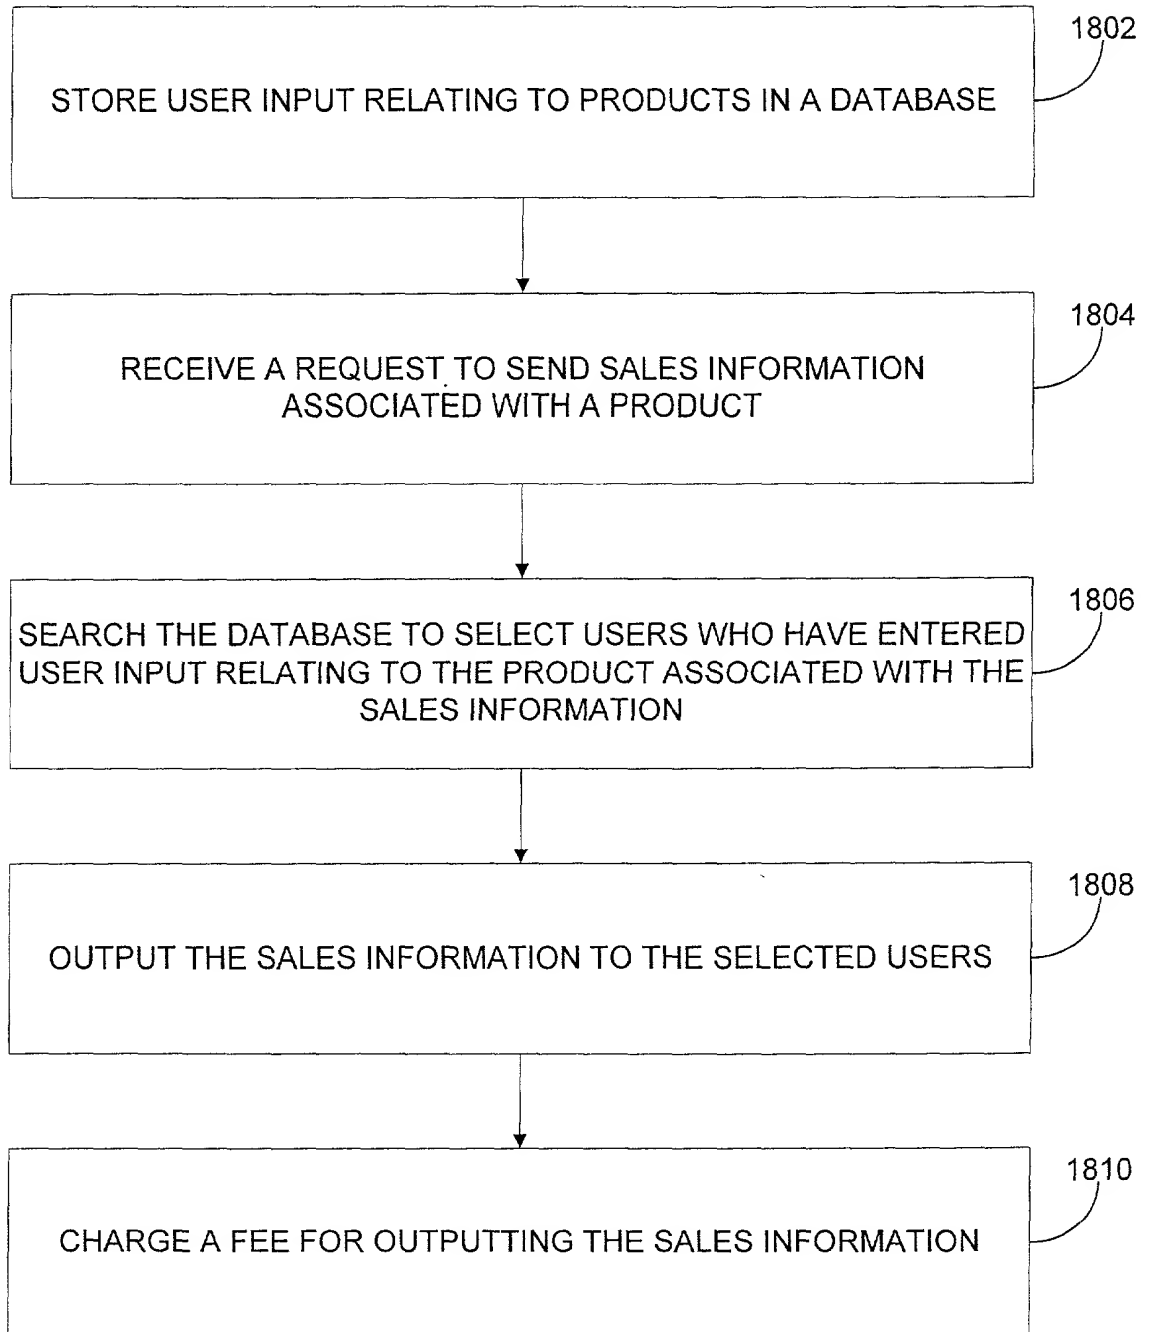 1802
STORE USER INPUT RELATING TO PRODUCTS IN A DATABASE
1804
RECEIVE A REQUEST TO SEND SALES INFORMATION
ASSOCIATED WITH A PRODUCT
1806
SEARCH THE DATABASE TO SELECT USERS WHO HAVE ENTERED
USER INPUT RELATING TO THE PRODUCT ASSOCIATED WITH THE
SALES INFORMATION
1808
OUTPUT THE SALES INFORMATION TO THE SELECTED USERS
1810
CHARGE A FEE FOR OUTPUTTING THE SALES INFORMATION